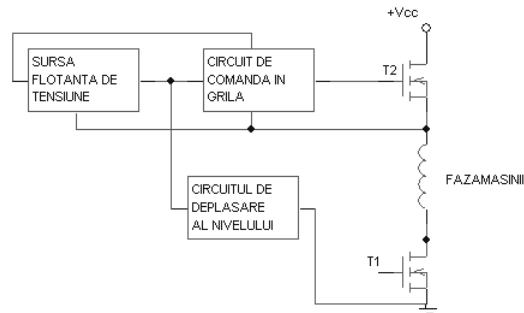 +Vcc
SURSA
FLOTANTA DE
TENSIUNE
CIRCUIT DE
COMANDA IN
GRILA
T2
FAZAMASINII
CIRCUITUL DE
DEPLASARE
AL NIVELULUI
T1